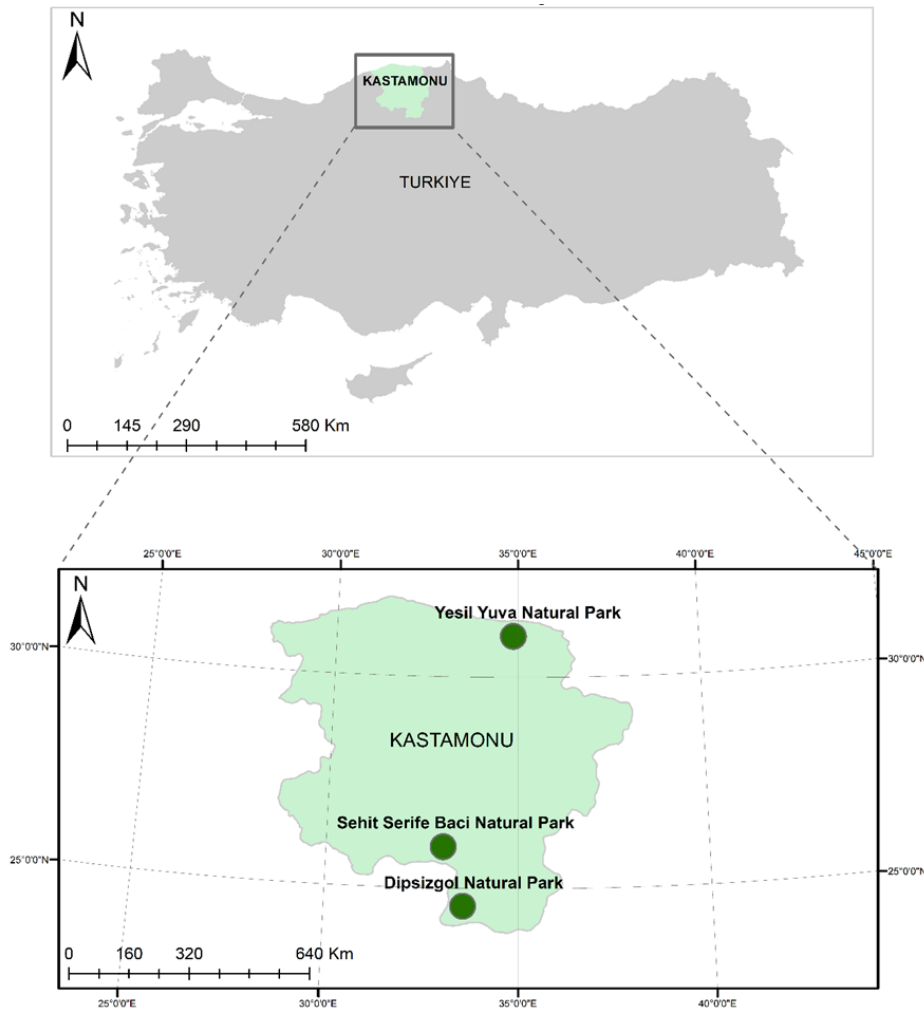 N
KASTAMONU
TURKIYE
0 145 290 580 Km
25°0'0"E 30°0'0"E 35°0'0"E 40°0'0"E 45°0'0"E
N
Yesil Yuva Natural Park
30°0'0"N 30°0'0"N
KASTAMONU
Sehit Serife Baci Natural Park
25°0'0"N 25°0'0"N
Dipsizgol Natural Park
0 160 320 640 Km
25°0'0"E 30°0'0"E 35°0'0"E 40°0'0"E